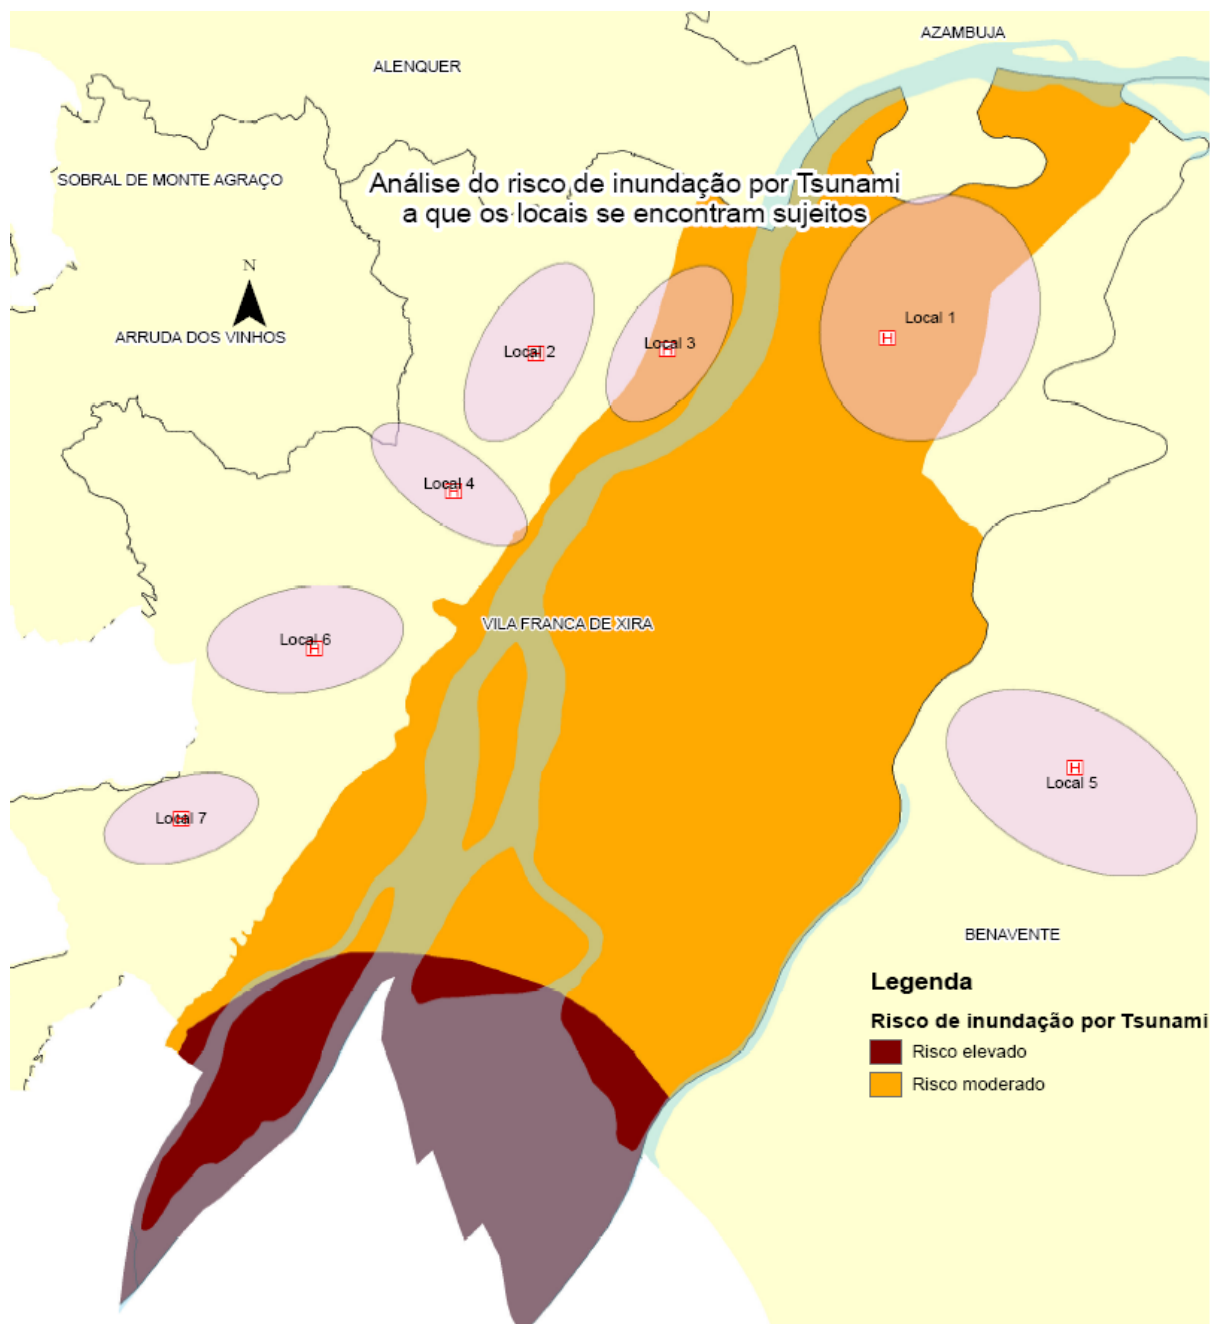 AZAMBUJA
ALENQUER
SOBRAL DE MONTE AGRAÇO
Análise do risco de inundação por Tsunami
a que os locais se encontram sujeitos
N
ARRUDA DOS VINHOS
Local 1
H
Local 2
H
Local 3
H
Local 4
H
VILA FRANCA DE XIRA
Local 6
H
H
Local 5
Local 7
H
BENAVENTE
Legenda
Risco de inundação por Tsunami
Risco elevado
Risco moderado